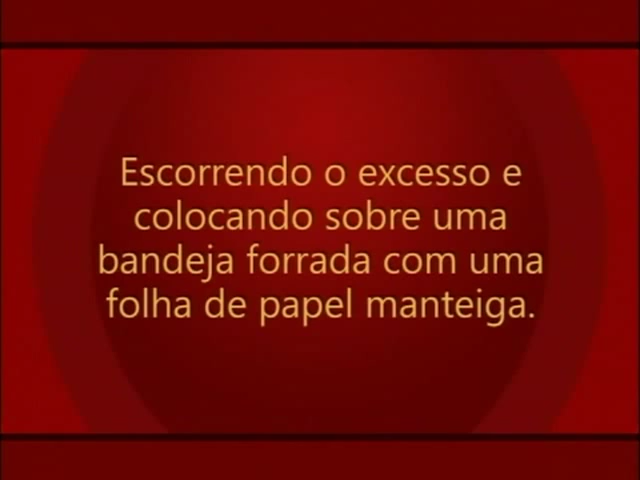 Escorrendo o excesso e
colocando sobre uma
bandeja forrada com uma
folha de papel manteiga.